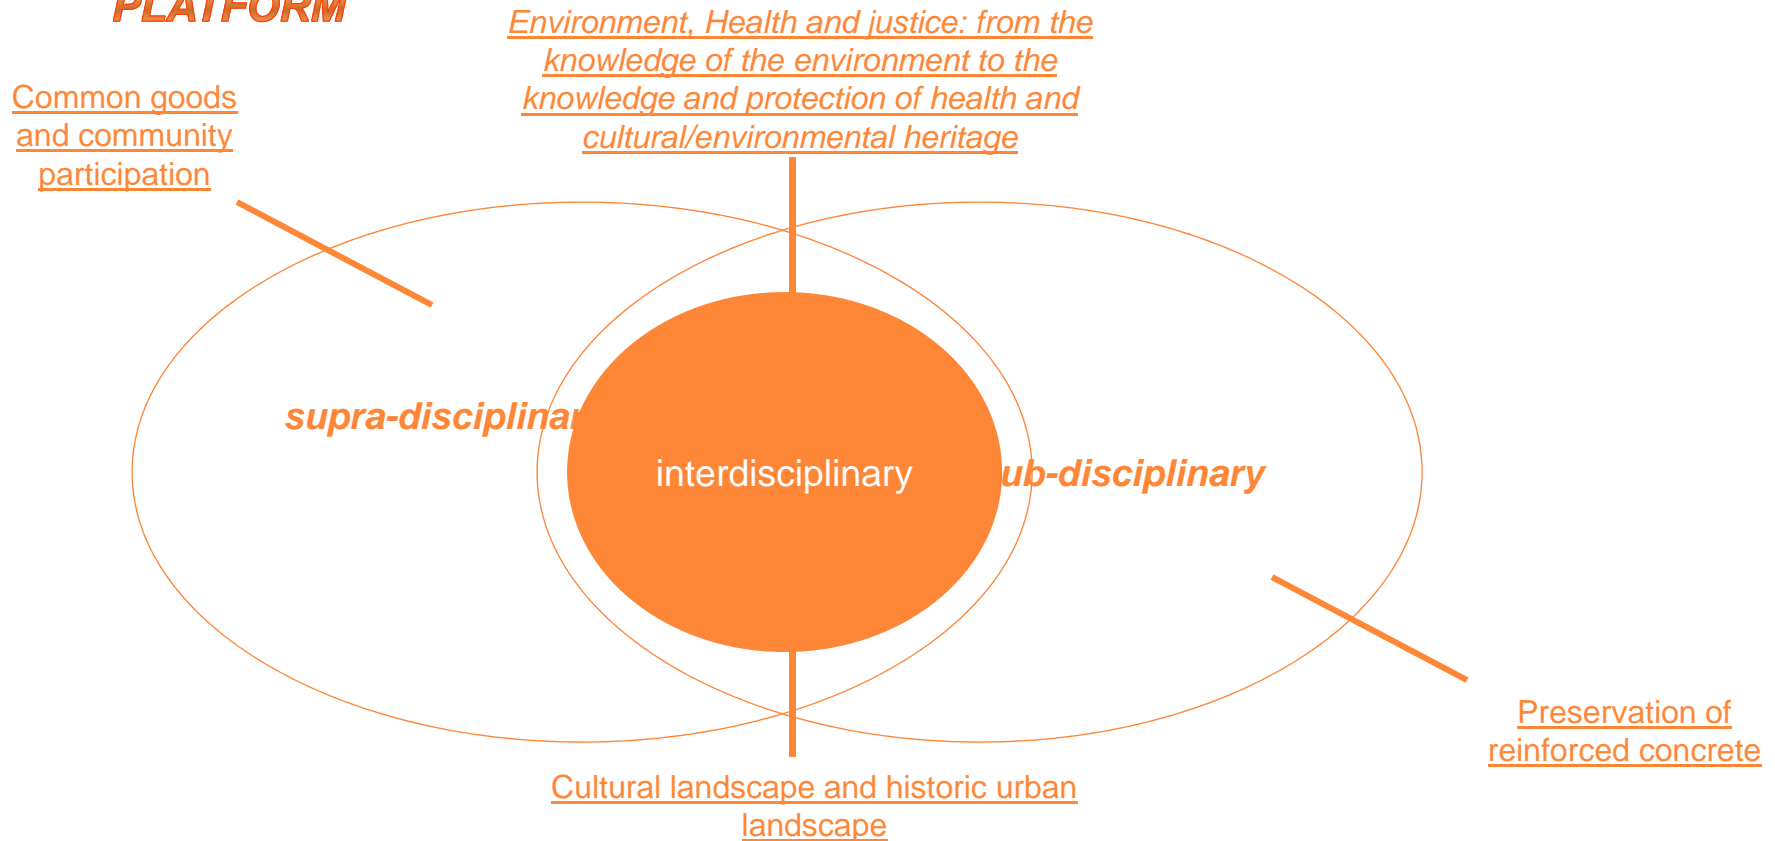 PLATFORM
Environment, Health and justice: from the
knowledge of the environment to the
knowledge and protection of health and
cultural/environmental heritage
Common goods
and community
participation
supra-disciplinar
interdisciplinary
ub-disciplinary
Preservation of
reinforced concrete
Cultural landscape and historic urban
landscape